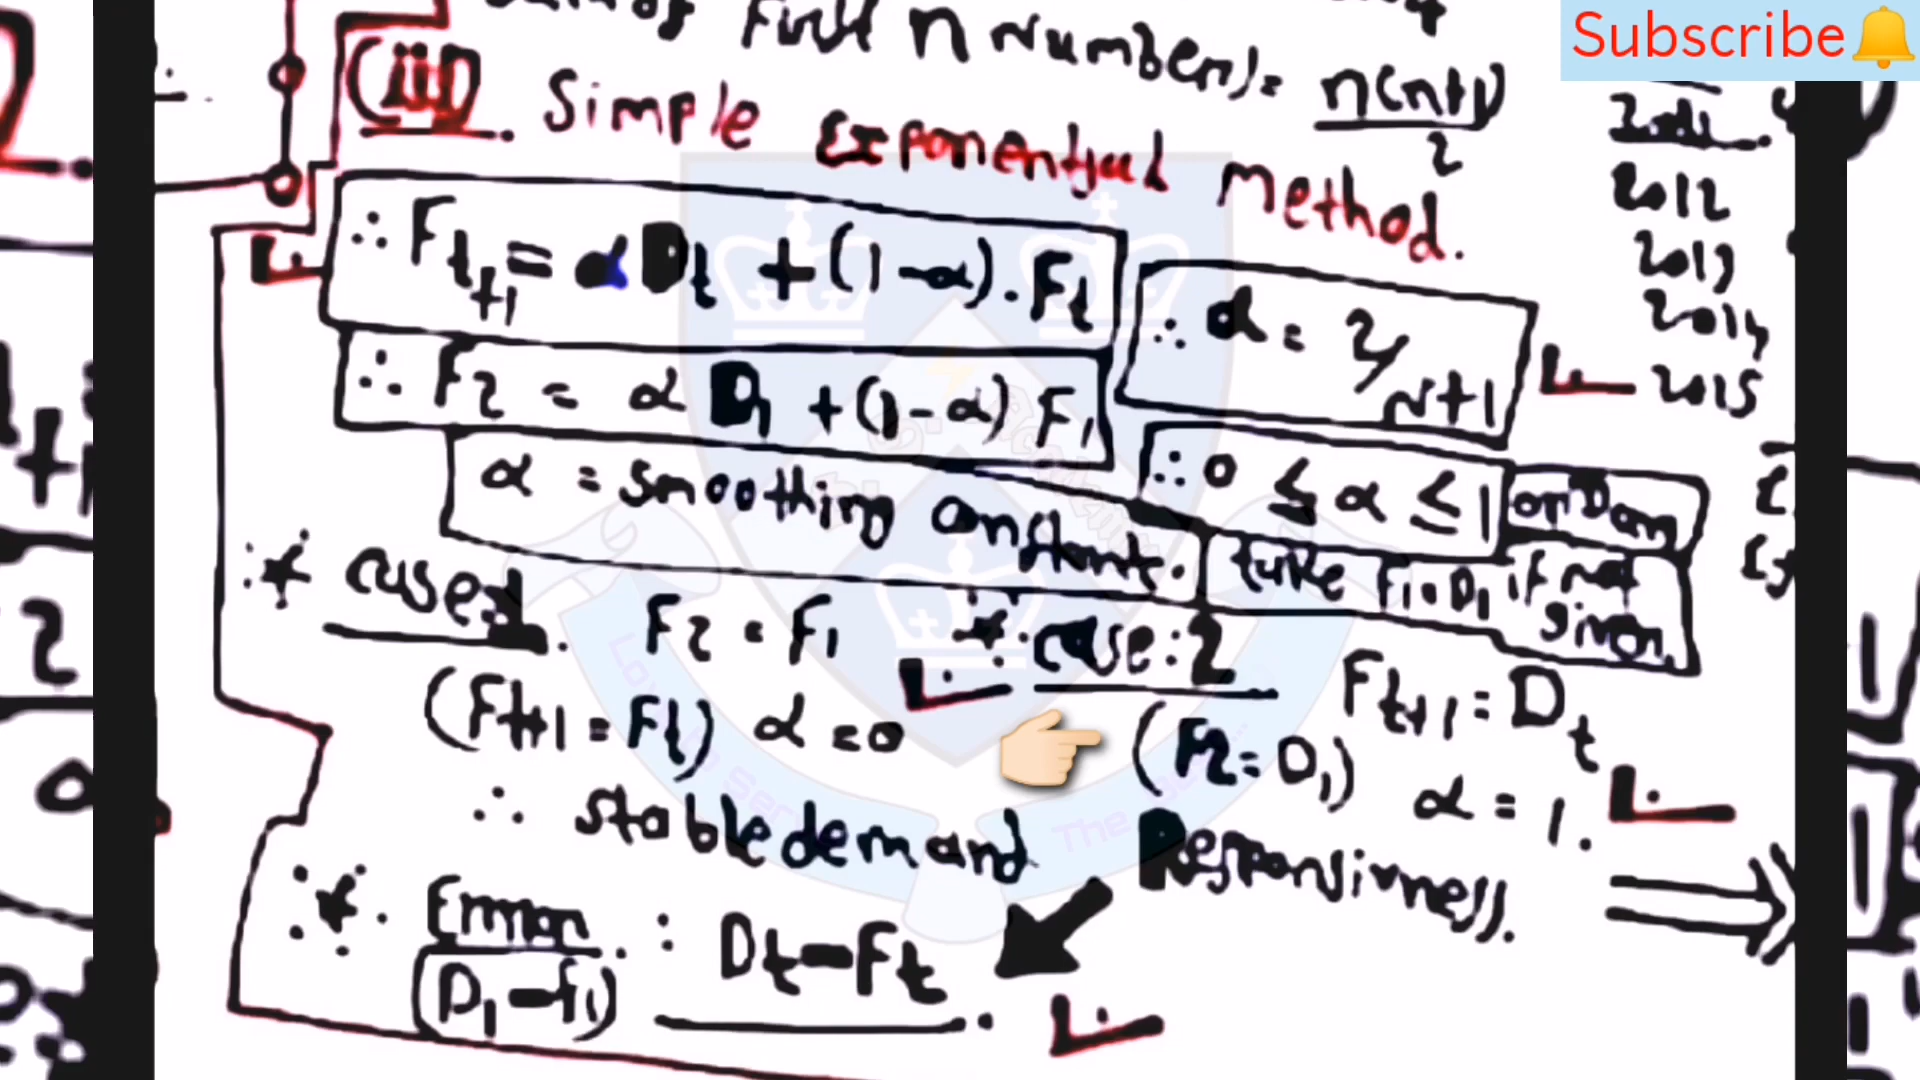 Subscribe
of First n Numbers) = n(n+1)/2
(iii). Simple Exponential Method.
∴ Ft+1 = α Dt + (1-α). Ft
∴ α = 2/N+1
∴ F2 = α D1 + (1-α) F1
∴ 0 ≤ α ≤ 1
α = smoothing constant.
take F1 = D1 if not given
2012
2013
2014
2015
case:1. F2 = F1
(Ft+1 = Ft) α = 0
∴ stable demand
case:2 Ft+1 = Dt
(F2 = D1) α = 1.
Responsivness.
Error. : Dt - Ft
(D1 - f1)